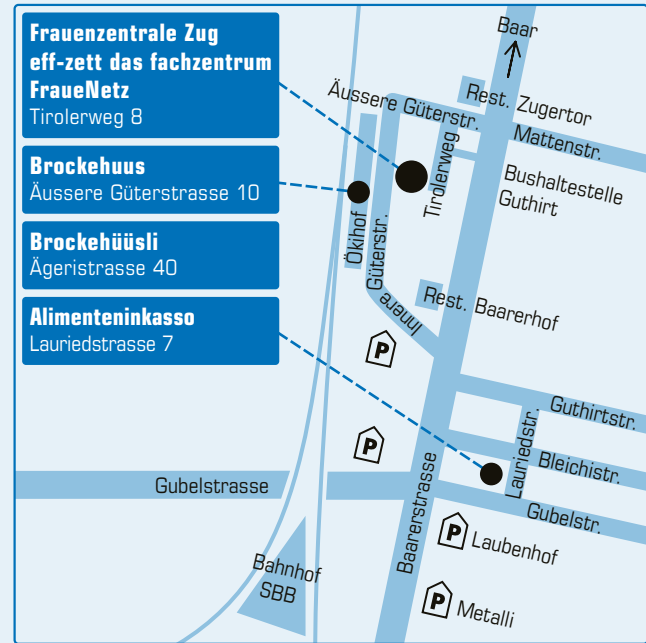 Frauenzentrale Zug
eff-zett das fachzentrum
FraueNetz
Tirolerweg 8
Brockehuus
Äussere Güterstrasse 10
Brockehüüsli
Ägeristrasse 40
Alimenteninkasso
Lauriedstrasse 7
Baar
Rest. Zugertor
Äussere Güterstr.
Mattenstr.
Tirolerweg
Bushaltestelle
Guthirt
Ökihof
Güterstr.
Innere
Rest. Baarerhof
P
Guthirtstr.
P
Lauriedstr.
Bleichistr.
Gubelstrasse
Baarerstrasse
Gubelstr.
P Laubenhof
Bahnhof
SBB
P Metalli